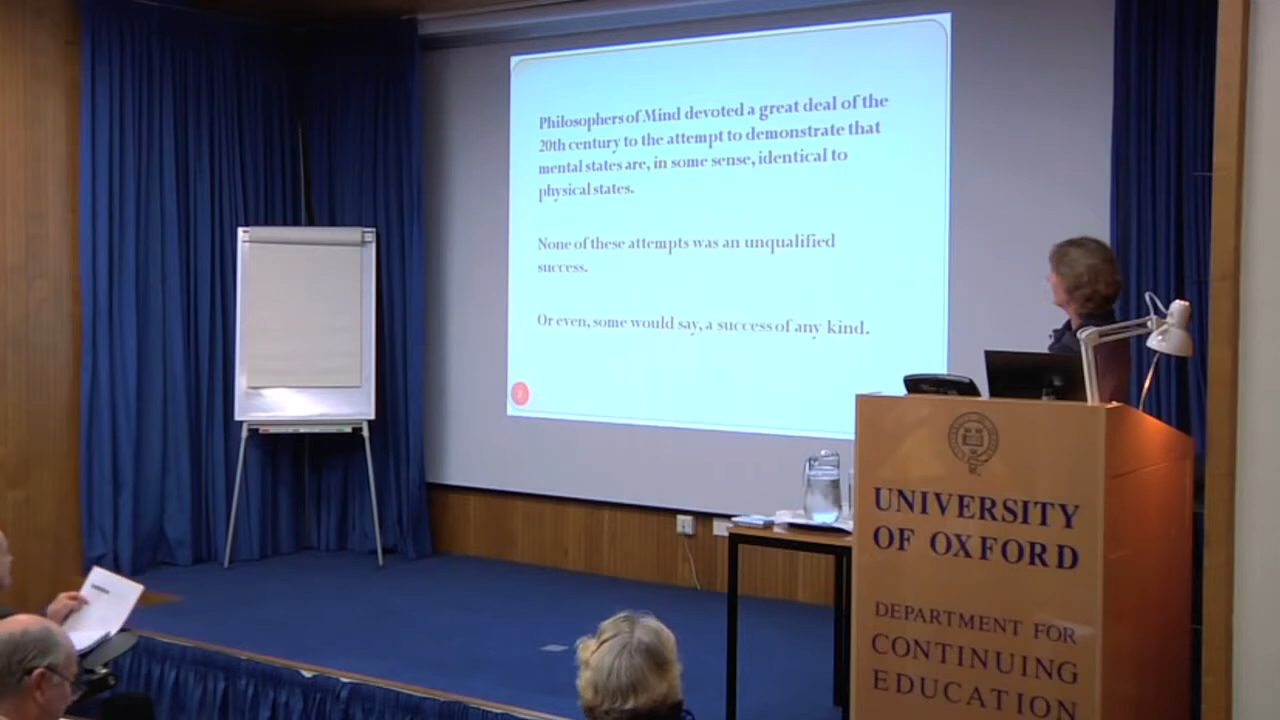 Philosophers of Mind devoted a great deal of the
20th century to the attempt to demonstrate that
mental states are, in some sense, identical to
physical states.
None of these attempts was an unqualified
success.
Or even, some would say, a success of any kind.
UNIVERSITY
OF OXFORD
DEPARTMENT FOR
CONTINUING
EDUCATION